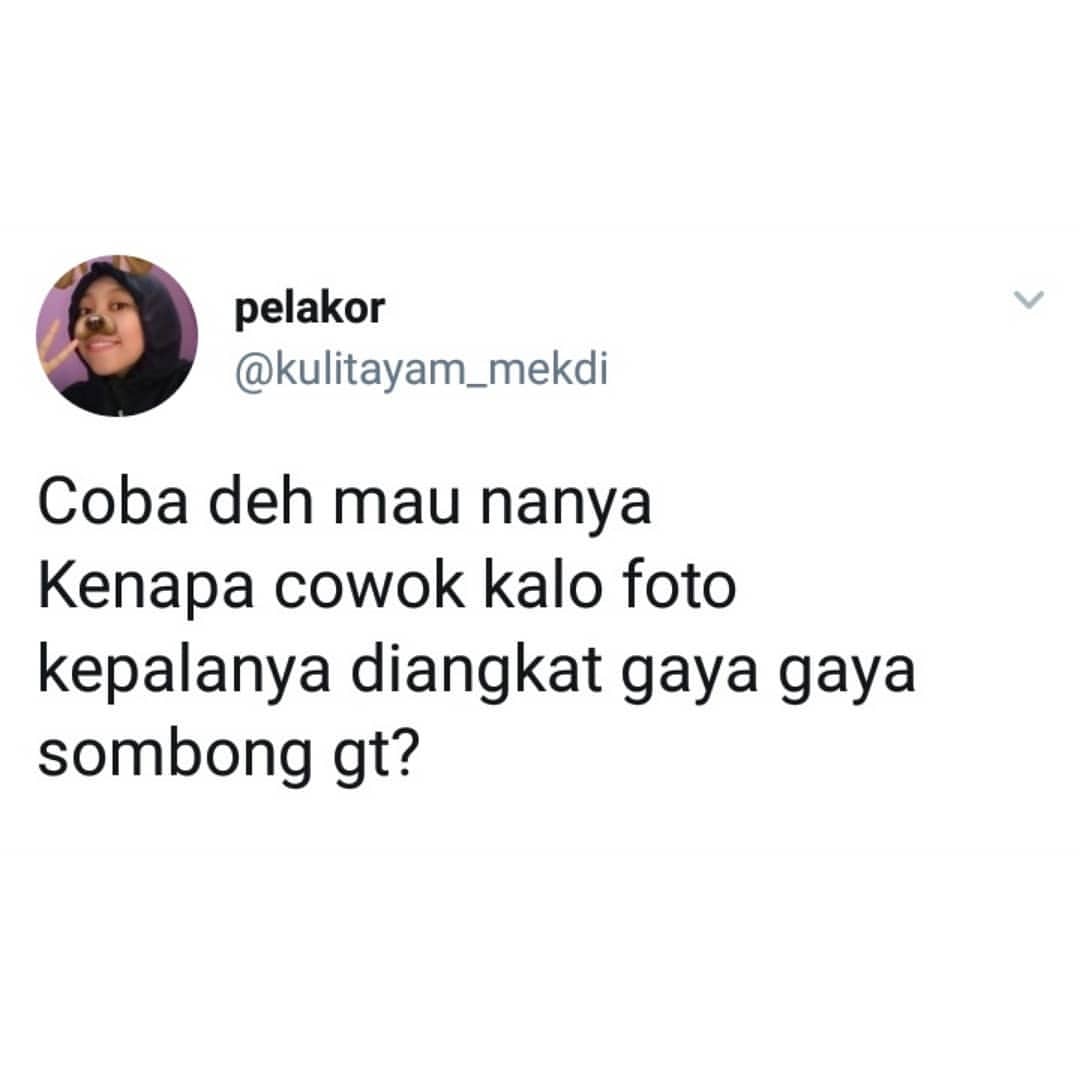 pelakor
@kulitayam_mekdi
Coba deh mau nanya
Kenapa cowok kalo foto
kepalanya diangkat gaya gaya
sombong gt?